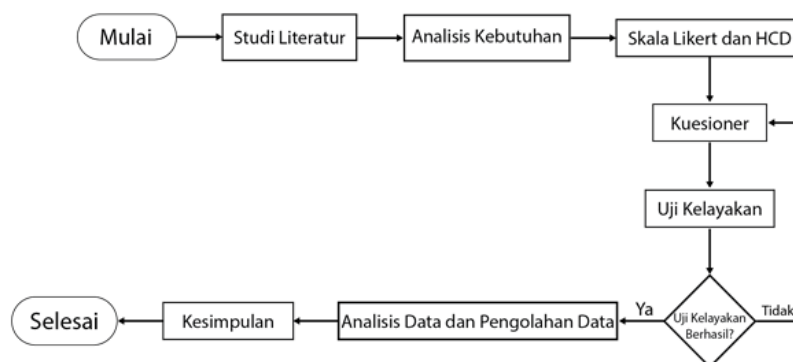 Mulai
Studi Literatur
Analisis Kebutuhan
Skala Likert dan HCD
Kuesioner
Uji Kelayakan
Uji Kelayakan
Berhasil?
Tidak
Ya
Analisis Data dan Pengolahan Data
Kesimpulan
Selesai